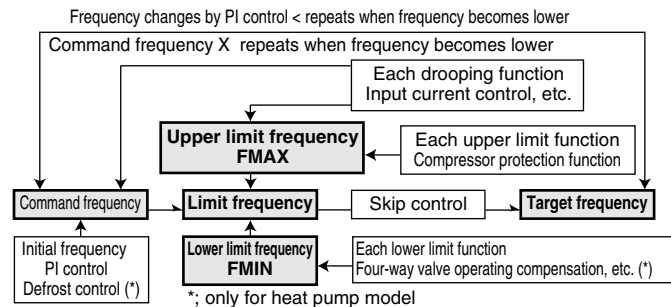 Frequency changes by PI control < repeats when frequency becomes lower
Command frequency X repeats when frequency becomes lower
Each drooping function
Input current control, etc.
Upper limit frequency
FMAX
Each upper limit function
Compressor protection function
Command frequency
Limit frequency
Skip control
Target frequency
Initial frequency
PI control
Defrost control (*)
Lower limit frequency
FMIN
Each lower limit function
Four-way valve operating compensation, etc. (*)
*; only for heat pump model